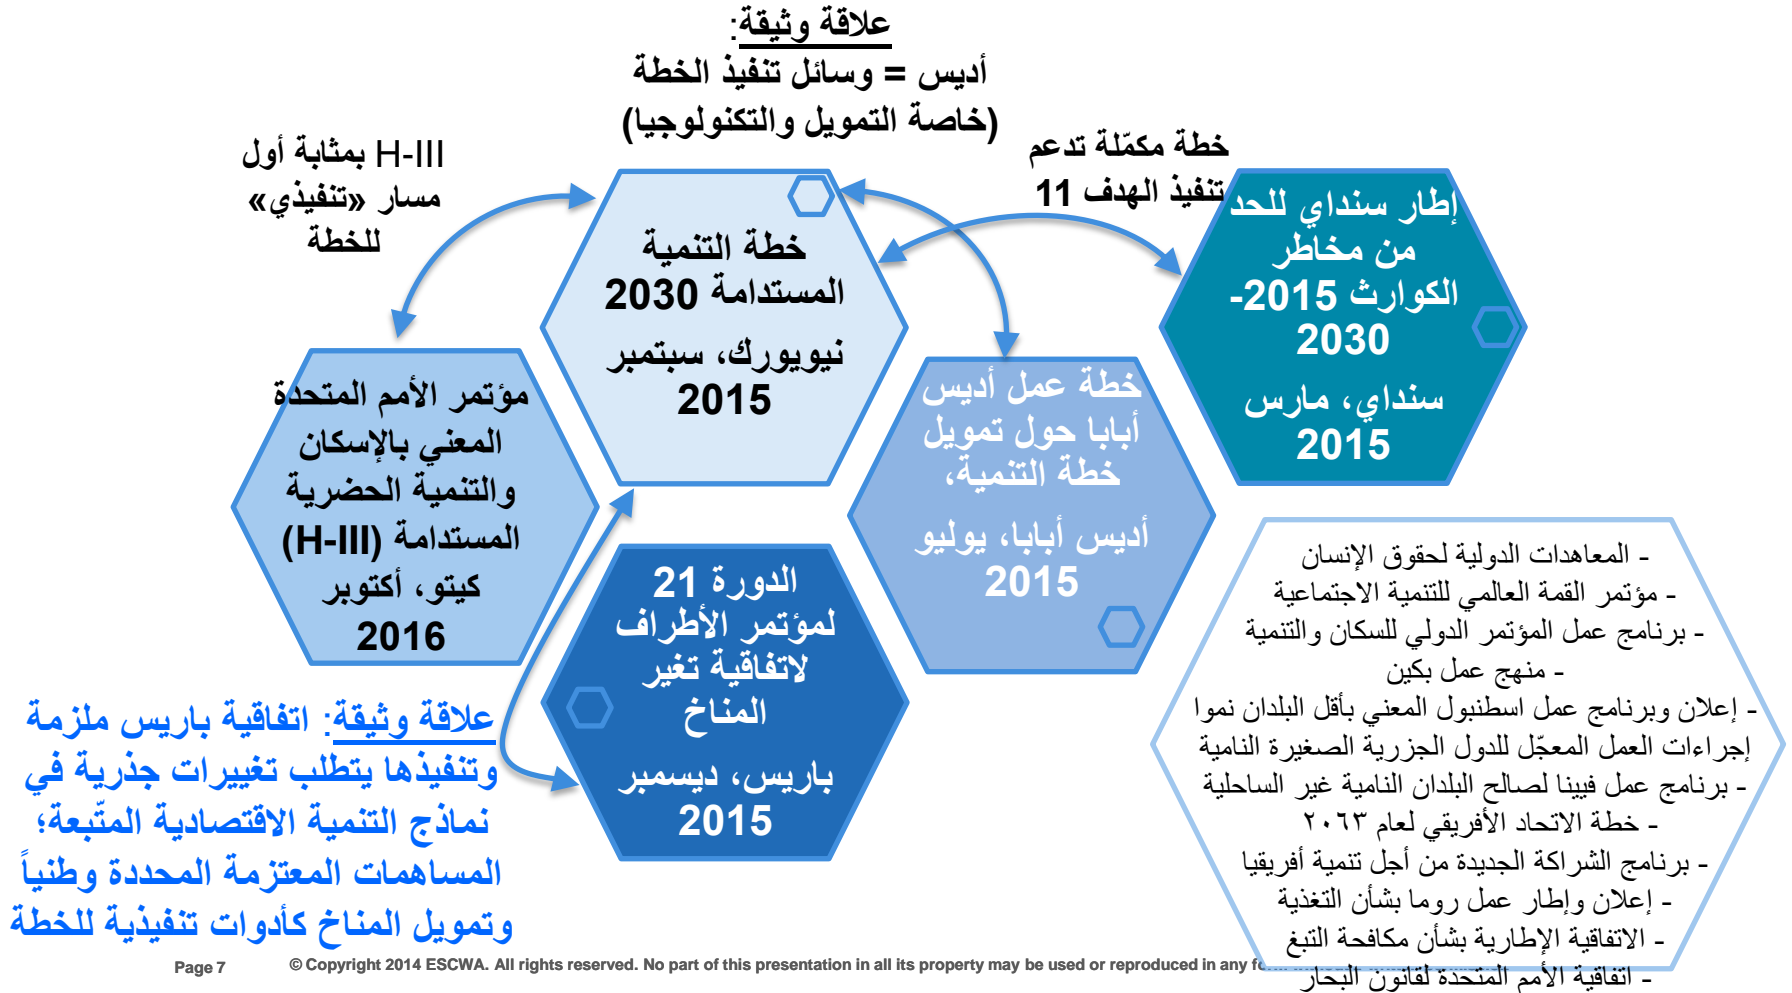 علاقة وثيقة:
أديس = وسائل تنفيذ الخطة
(خاصة التمويل والتكنولوجيا)
خطة مكمّلة تدعم
تنفيذ الهدف 11
H-III بمثابة أول
مسار «تنفيذي»
للخطة
إطار سنداي للحد
من مخاطر
الكوارث 2015-
2030
سنداي، مارس
2015
خطة التنمية
المستدامة 2030
نيويورك، سبتمبر
2015
خطة عمل أديس
أبابا حول تمويل
خطة التنمية،
أديس أبابا، يوليو
2015
مؤتمر الأمم المتحدة
المعني بالإسكان
والتنمية الحضرية
المستدامة (H-III)
كيتو، أكتوبر
2016
الدورة 21
لمؤتمر الأطراف
لاتفاقية تغير
المناخ
باريس، ديسمبر
2015
علاقة وثيقة: اتفاقية باريس ملزمة
وتنفيذها يتطلب تغييرات جذرية في
نماذج التنمية الاقتصادية المتّبعة؛
المساهمات المعتزمة المحددة وطنياً
وتمويل المناخ كأدوات تنفيذية للخطة
- المعاهدات الدولية لحقوق الإنسان
- مؤتمر القمة العالمي للتنمية الاجتماعية
- برنامج عمل المؤتمر الدولي للسكان والتنمية
- منهج عمل بكين
- إعلان وبرنامج عمل اسطنبول المعني بأقل البلدان نموا
إجراءات العمل المعجّل للدول الجزرية الصغيرة النامية
- برنامج عمل فيينا لصالح البلدان النامية غير الساحلية
- خطة الاتحاد الأفريقي لعام ٢٠٦٣
- برنامج الشراكة الجديدة من أجل تنمية أفريقيا
- إعلان وإطار عمل روما بشأن التغذية
- الاتفاقية الإطارية بشأن مكافحة التبغ
- اتفاقية الأمم المتحدة لقانون البحار
Page 7
© Copyright 2014 ESCWA. All rights reserved. No part of this presentation in all its property may be used or reproduced in any